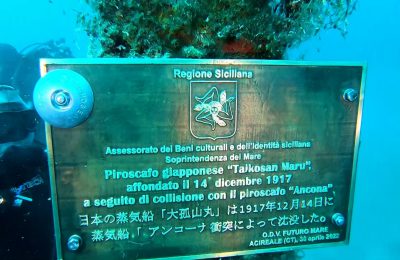 Regione Siciliana
Assessorato dei Beni culturali e dell'identità siciliana
Soprintendenza del Mare
Piroscafo giapponese "Taikosan Maru",
affondato il 14 dicembre 1917
a seguito di collisione con il piroscafo "Ancona".
日本の蒸気船「大孤山丸」は1917年12月14日に
蒸気船「アンコーナ 衝突によって沈没した。
O.D.V. FUTURO MARE
ACIREALE (CT), 30 aprile 2022